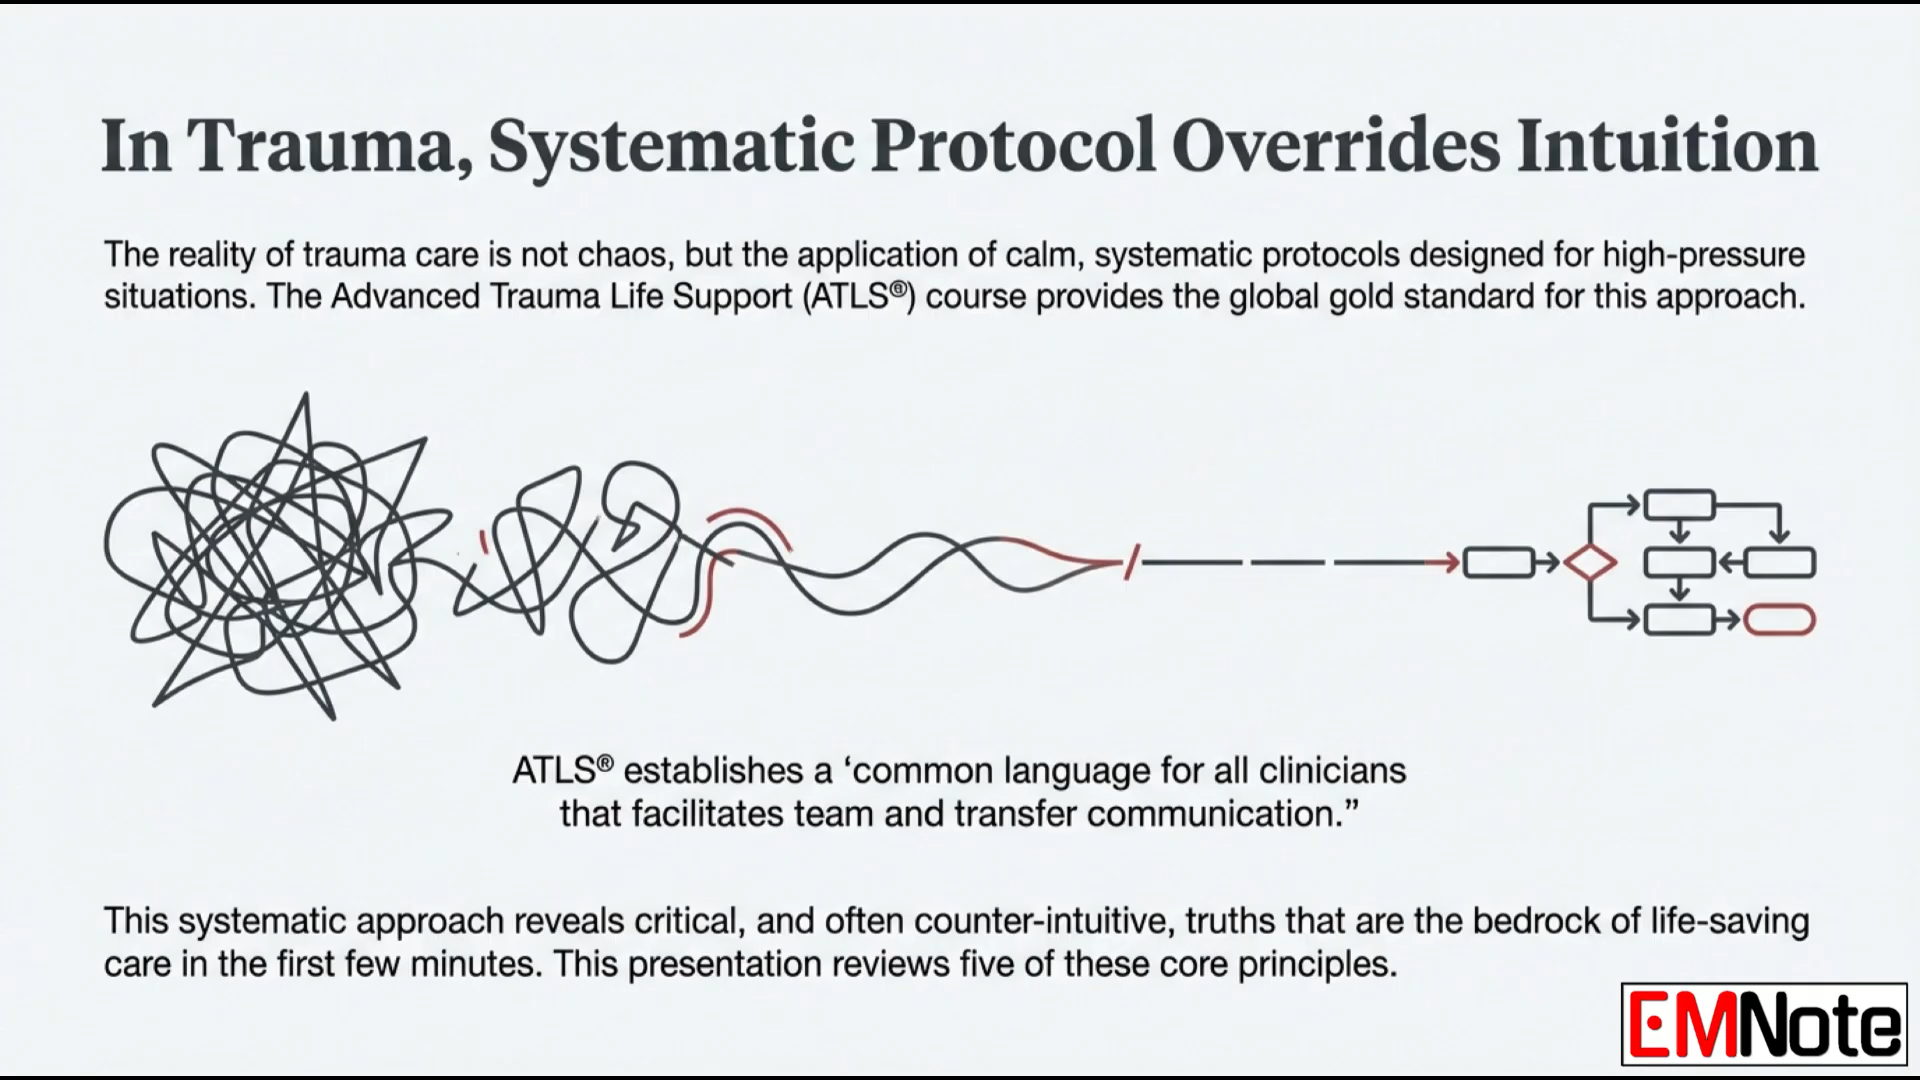 In Trauma, Systematic Protocol Overrides Intuition
The reality of trauma care is not chaos, but the application of calm, systematic protocols designed for high-pressure
situations. The Advanced Trauma Life Support (ATLS®) course provides the global gold standard for this approach.
ATLS® establishes a ‘common language for all clinicians
that facilitates team and transfer communication.”
This systematic approach reveals critical, and often counter-intuitive, truths that are the bedrock of life-saving
care in the first few minutes. This presentation reviews five of these core principles.
EMNote